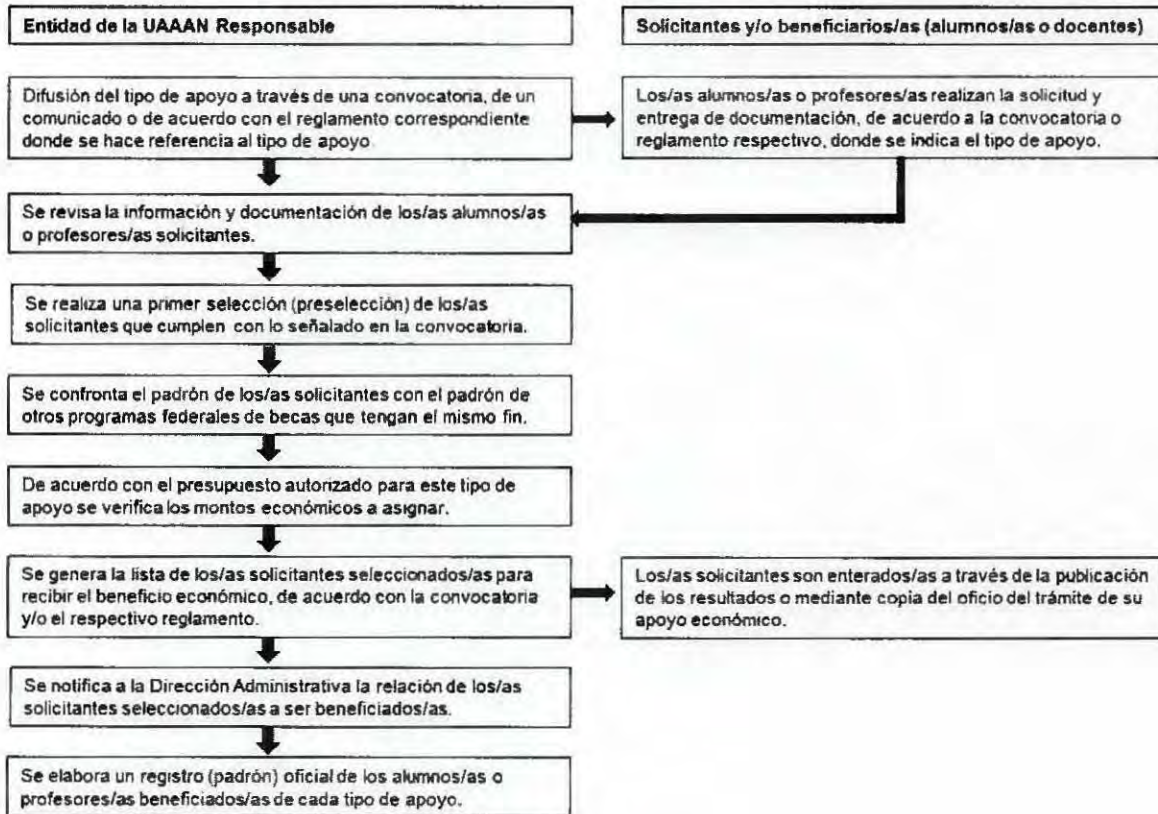 Entidad de la UAAAN Responsable
Solicitantes y/o beneficiarios/as (alumnos/as o docentes)
Difusión del tipo de apoyo a través de una convocatoria, de un
comunicado o de acuerdo con el reglamento correspondiente
donde se hace referencia al tipo de apoyo.
Los/as alumnos/as o profesores/as realizan la solicitud y
entrega de documentación, de acuerdo a la convocatoria o
reglamento respectivo, donde se indica el tipo de apoyo.
Se revisa la información y documentación de los/as alumnos/as
o profesores/as solicitantes.
Se realiza una primer selección (preselección) de los/as
solicitantes que cumplen con lo señalado en la convocatoria.
Se confronta el padrón de los/as solicitantes con el padrón de
otros programas federales de becas que tengan el mismo fin.
De acuerdo con el presupuesto autorizado para este tipo de
apoyo se verifica los montos económicos a asignar.
Se genera la lista de los/as solicitantes seleccionados/as para
recibir el beneficio económico, de acuerdo con la convocatoria
y/o el respectivo reglamento.
Los/as solicitantes son enterados/as a través de la publicación
de los resultados o mediante copia del oficio del trámite de su
apoyo económico.
Se notifica a la Dirección Administrativa la relación de los/as
solicitantes seleccionados/as a ser beneficiados/as.
Se elabora un registro (padrón) oficial de los alumnos/as o
profesores/as beneficiados/as de cada tipo de apoyo.